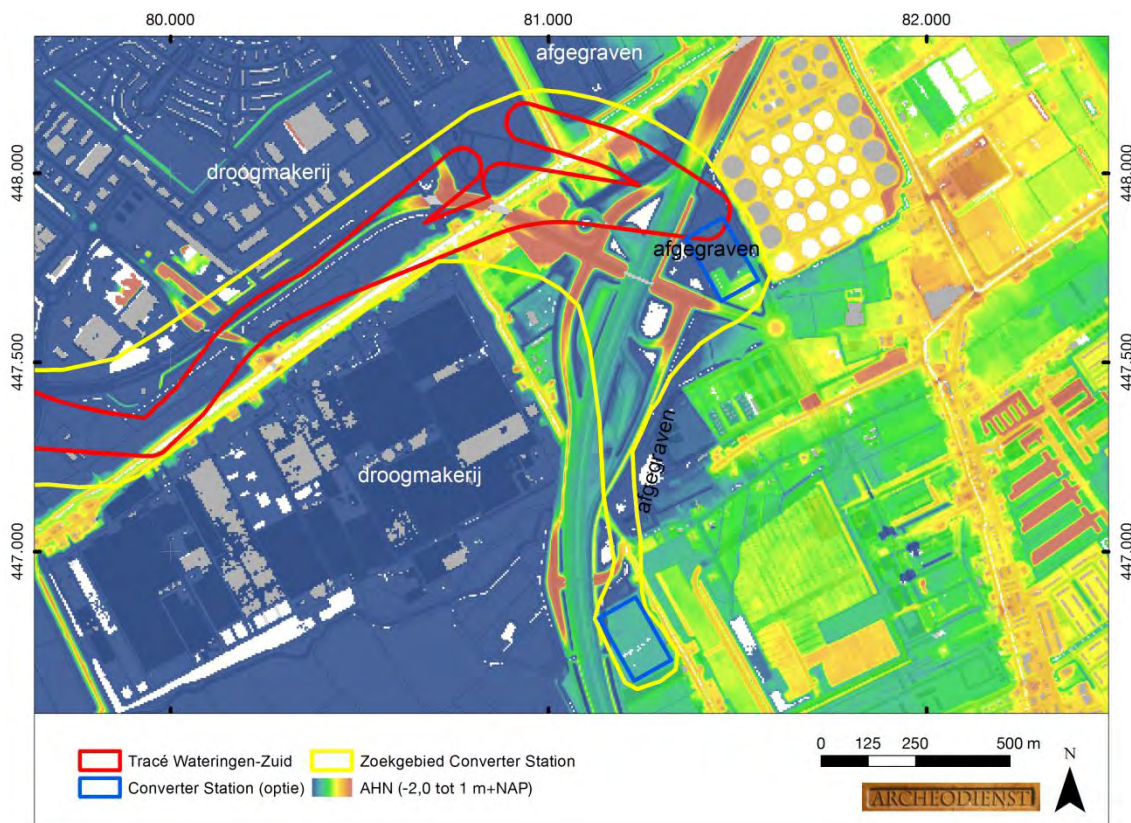 80.000
81.000
82.000
afgegraven
448.000
448.000
droogmakerij
afgegraven
447.500
447.500
droogmakerij
afgegraven
447.000
447.000
Tracé Wateringen-Zuid
Zoekgebied Converter Station
Converter Station (optie)
AHN (-2,0 tot 1 m+NAP)
0 125 250 500 m
N
ARCHEODIENST